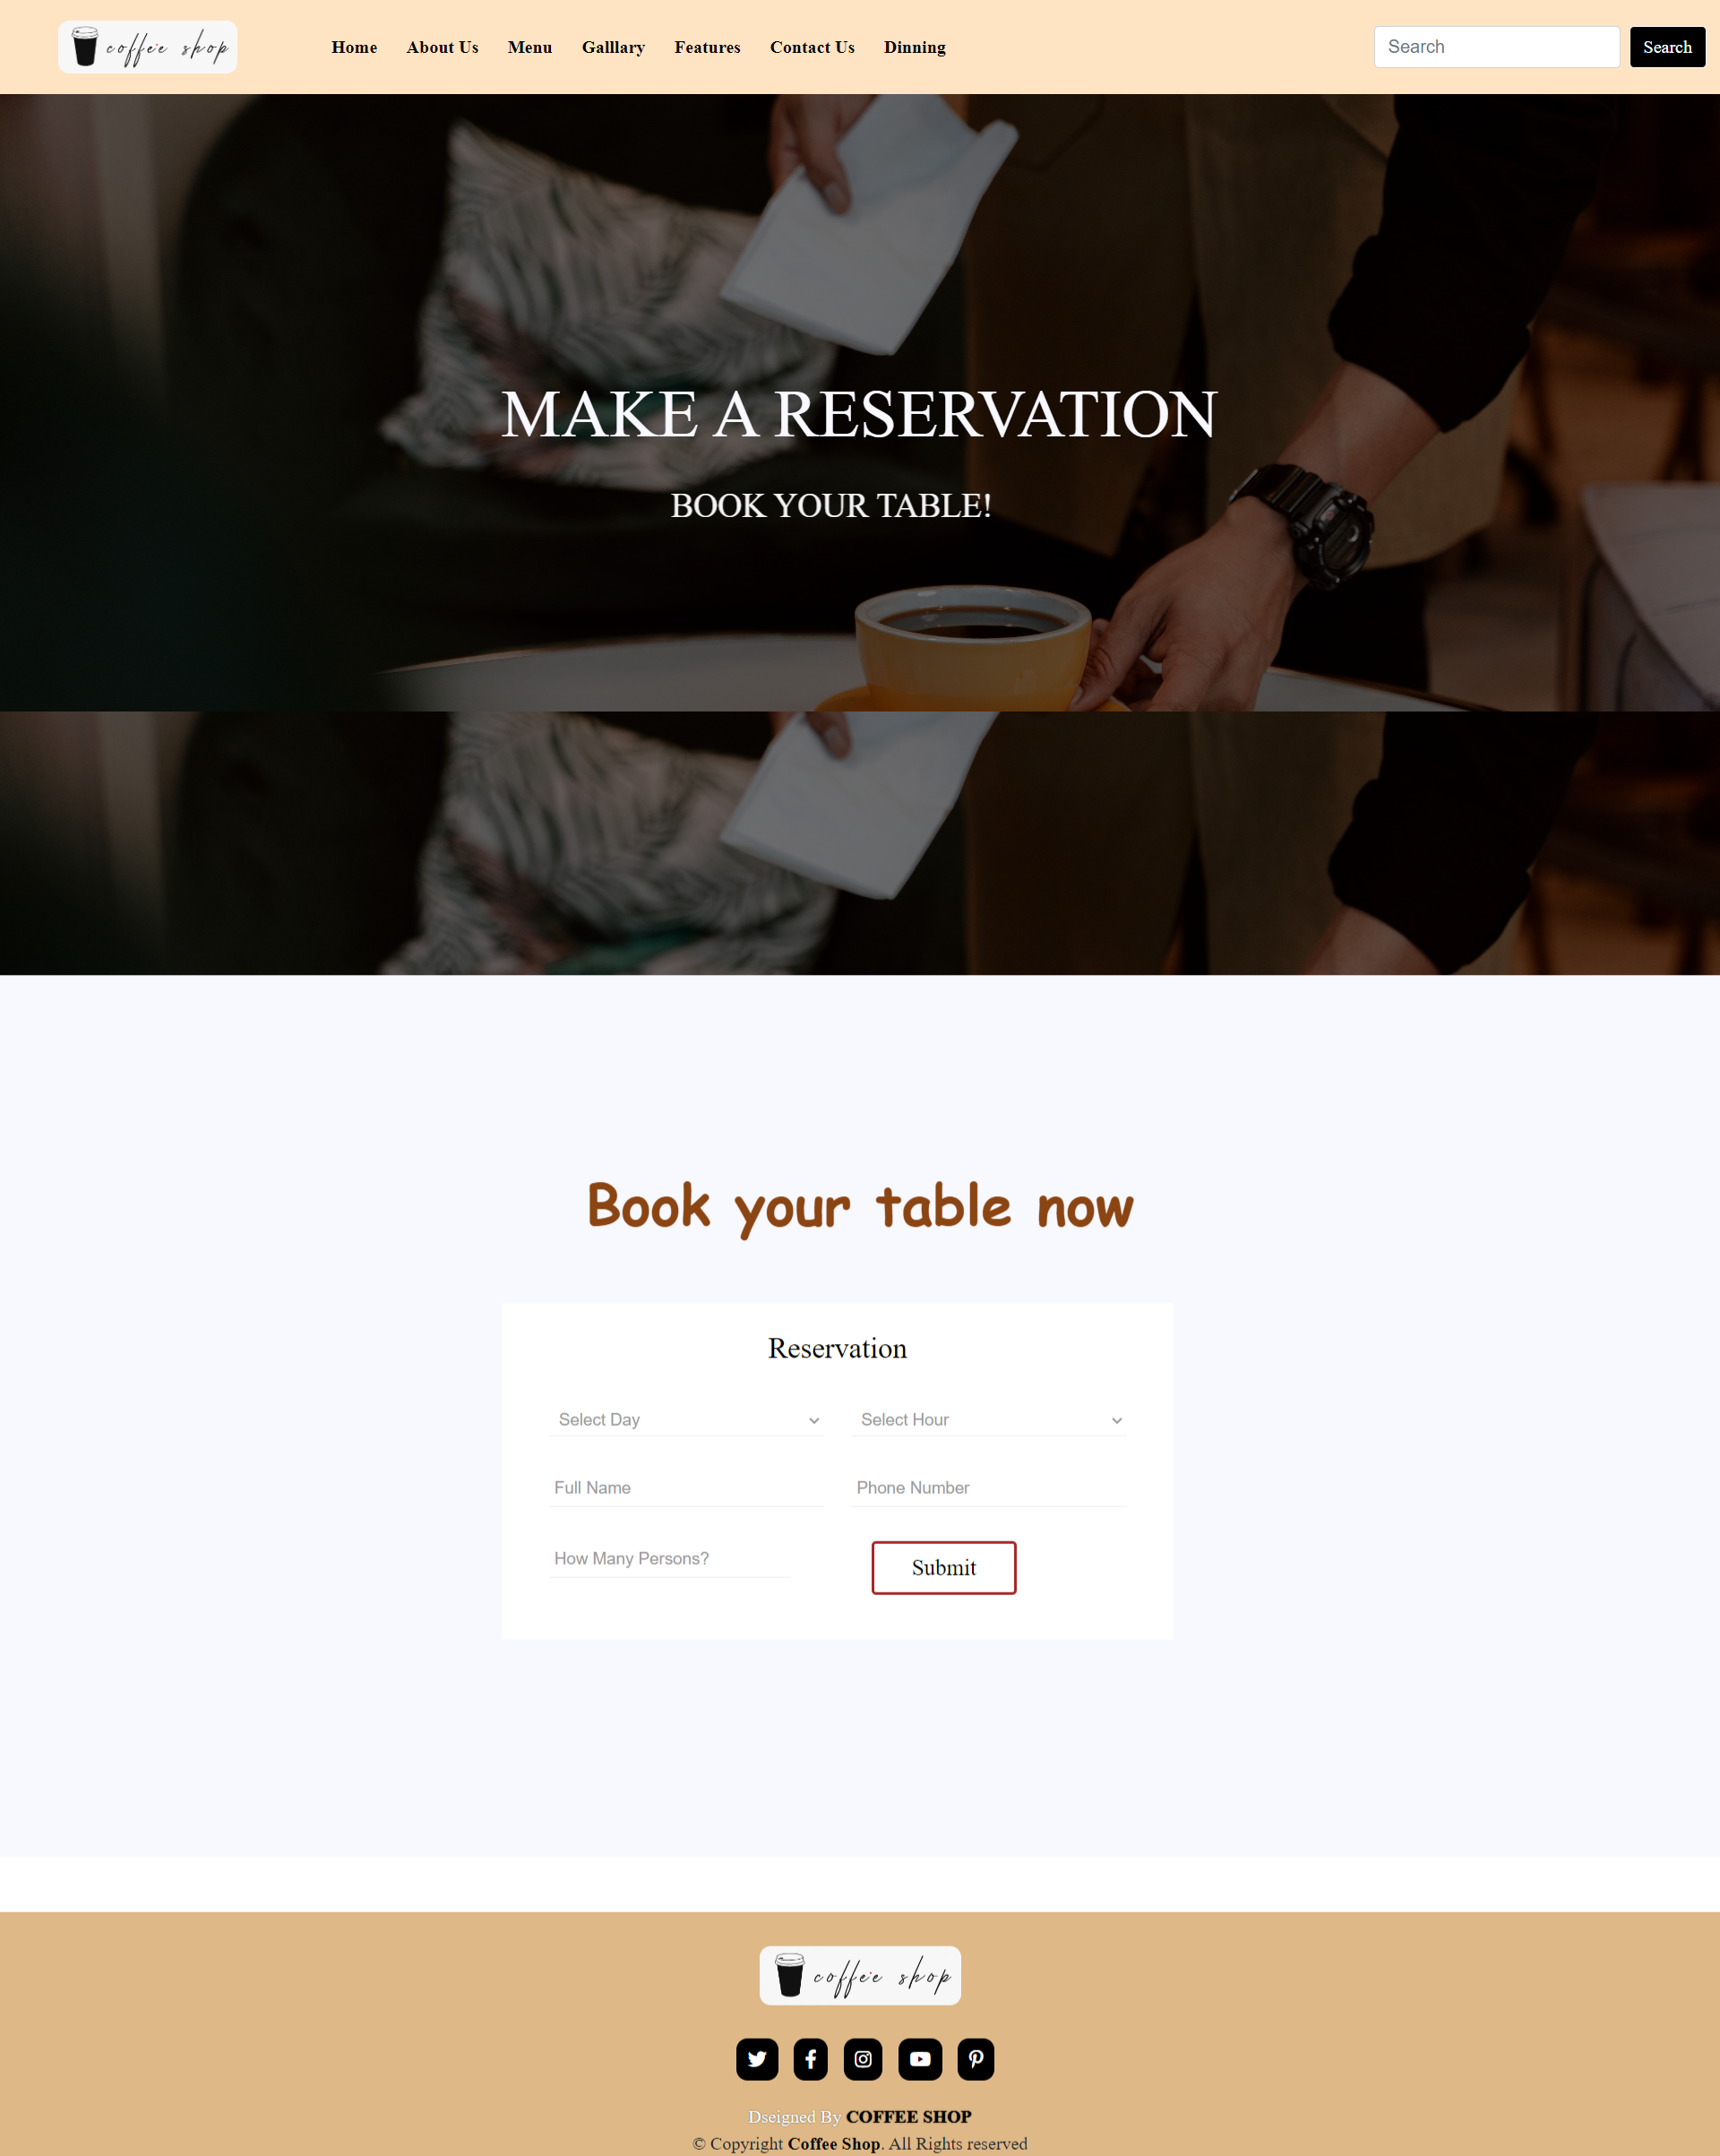 coffee shop
Home About Us Menu Galllary Features Contact Us Dinning
Search Search
MAKE A RESERVATION
BOOK YOUR TABLE!
Book your table now
Reservation
Select Day Select Hour
Full Name Phone Number
How Many Persons? Submit
coffee shop
Dseigned By COFFEE SHOP
© Copyright Coffee Shop. All Rights reserved